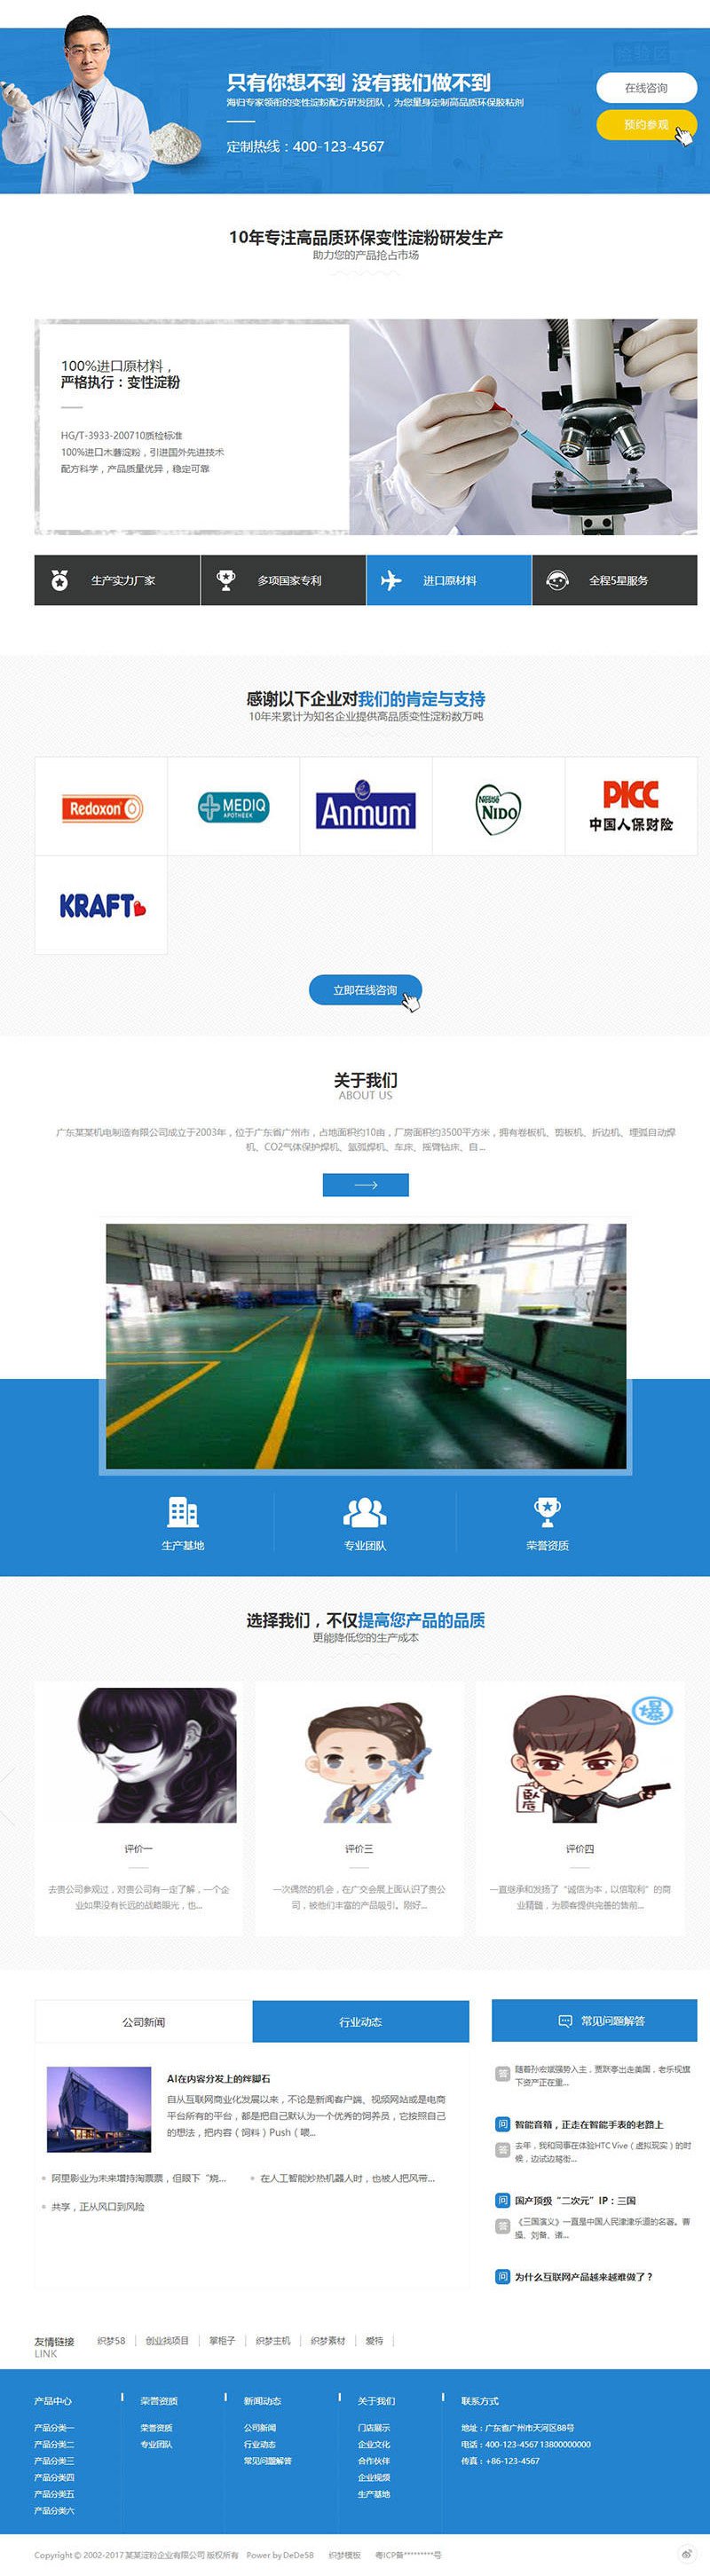 只有你想不到 没有我们做不到
海归专家领衔的变性淀粉配方研发团队，为您量身定制高品质环保胶粘剂
定制热线：400-123-4567
在线咨询
预约参观
10年专注高品质环保变性淀粉研发生产
助力您的产品抢占市场
100%进口原材料，
严格执行：变性淀粉
HG/T-3933-200710质检标准
100%进口木薯淀粉，引进国外先进技术
配方科学，产品质量优异，稳定可靠
生产实力厂家
多项国家专利
进口原材料
全程5星服务
感谢以下企业对我们的肯定与支持
10年来累计为知名企业提供高品质变性淀粉数万吨
Redoxon
MEDIQ
APOTHEEK
Anmum
Nestlé
NIDO
PICC
中国人保财险
KRAFT
立即在线咨询
关于我们
ABOUT US
广东某某机电制造有限公司成立于2003年，位于广东省广州市，占地面积约10亩，厂房面积约3500平方米，拥有卷板机、剪板机、折边机、埋弧自动焊
机、CO2气体保护焊机、氩弧焊机、车床、摇臂钻床、自...
生产基地
专业团队
荣誉资质
选择我们，不仅提高您产品的品质
更能降低您的生产成本
爆
卧底
评价一
去贵公司参观过，对贵公司有一定了解，一个企
业如果没有长远的战略眼光，也...
评价三
一次偶然的机会，在广交会展上面认识了贵公
司，被他们丰富的产品吸引。刚好...
评价四
一直继承和发扬了“诚信为本，以信取利”的商
业精髓，为顾客提供完善的售前...
公司新闻
行业动态
AI在内容分发上的绊脚石
自从互联网商业化发展以来，不论是新闻客户端、视频网站或是电商
平台所有的平台，都是把自己默认为一个优秀的饲养员，它按照自己
的想法，把内容（饲料）Push（喂...
阿里影业为未来增持淘票票，但眼下“烧...
在人工智能炒热机器人时，也被人把风带...
共享，正从风口到风险
常见问题解答
答 随着孙宏斌强势入主，贾跃亭出走美国，老乐视旗
下资产正在重...
问 智能音箱，正走在智能手表的老路上
答 去年，我和同事在体验HTC Vive（虚拟现实）的时
候，边试边疑惑...
问 国产顶级“二次元”IP：三国
答 《三国演义》一直是中国人民津津乐道的名著。曹
操、刘备、诸...
问 为什么互联网产品越来越难做了？
友情链接
LINK
织梦58
创业找项目
掌柜子
织梦主机
织梦素材
爱特
产品中心
产品分类一
产品分类二
产品分类三
产品分类四
产品分类五
产品分类六
荣誉资质
荣誉资质
专业团队
新闻动态
公司新闻
行业动态
常见问题解答
关于我们
门店展示
企业文化
合作伙伴
企业视频
生产基地
联系方式
地址：广东省广州市天河区88号
电话：400-123-4567 13800000000
传真：+86-123-4567
Copyright © 2002-2017 某某淀粉企业有限公司 版权所有 Power by DeDe58 织梦模板 粤ICP备*********号